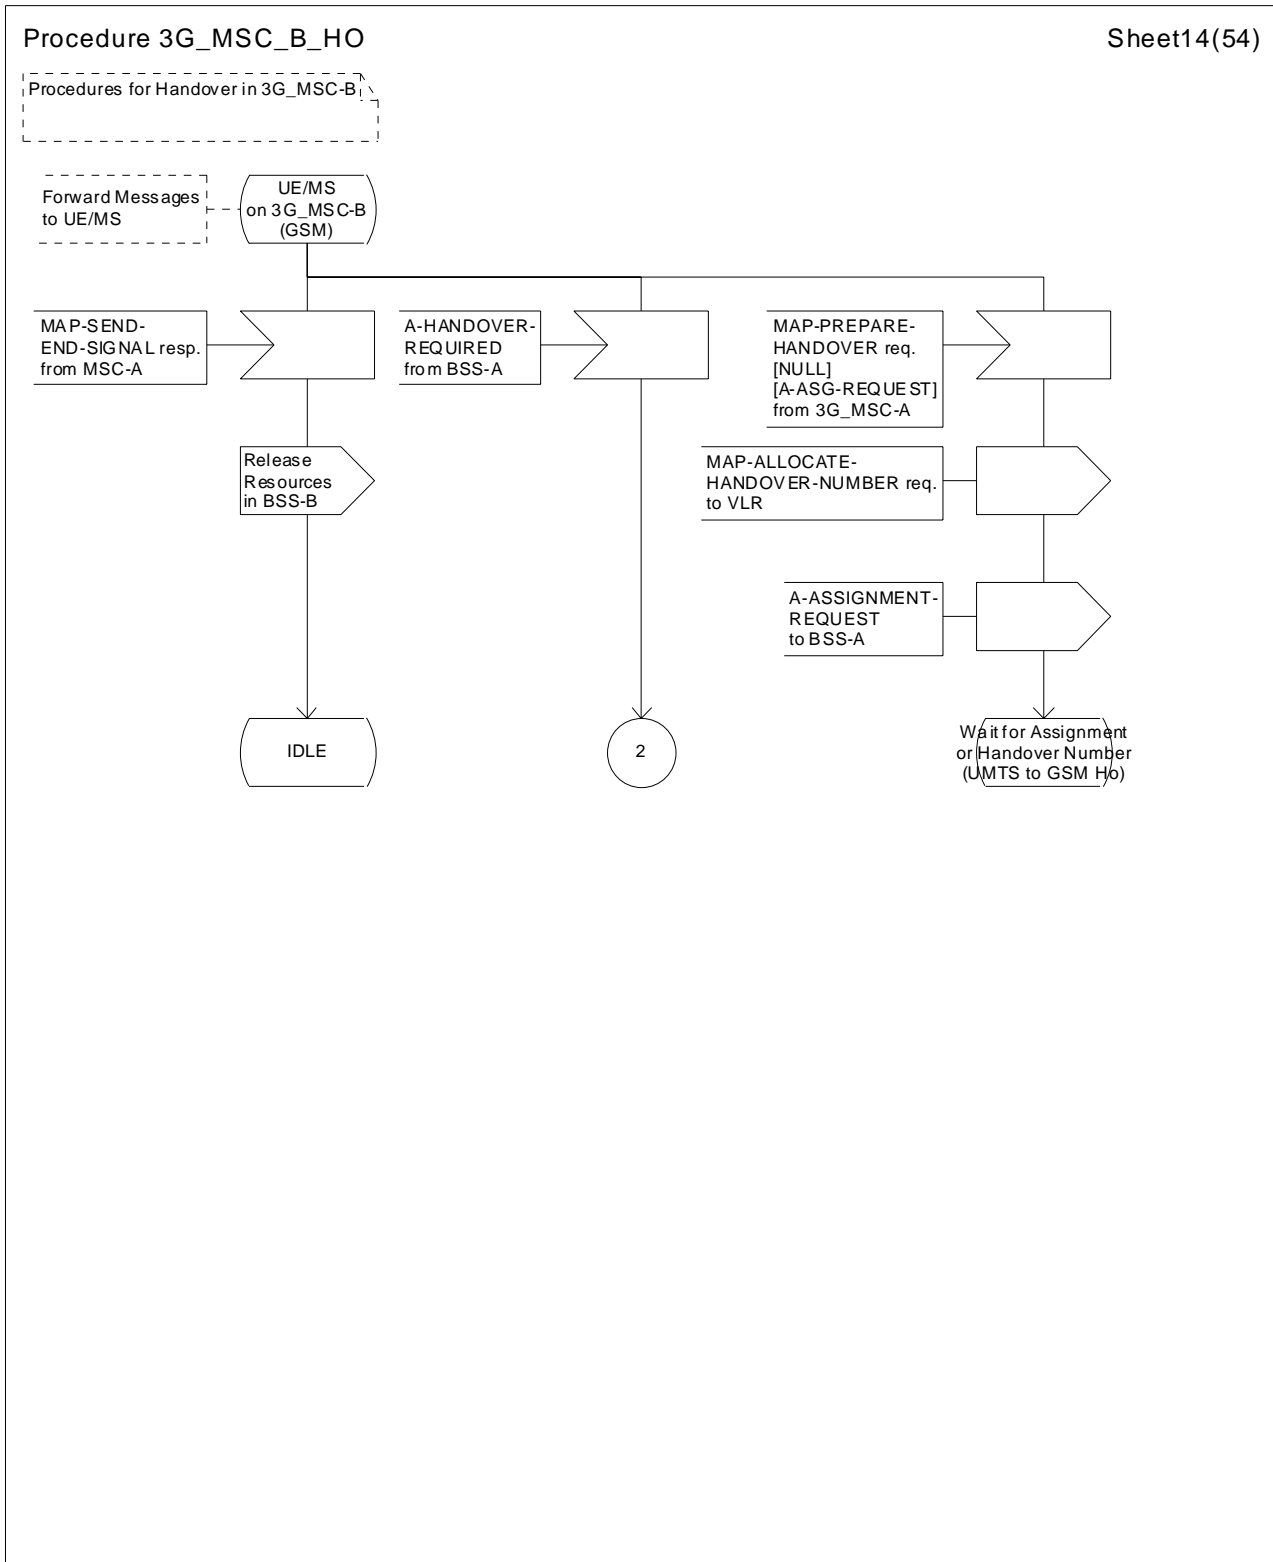 Procedure 3G_MSC_B_HO
Sheet14(54)
Procedures for Handover in 3G_MSC-B
Forward Messages
to UE/MS
UE/MS
on 3G_MSC-B
(GSM)
MAP-SEND-
END-SIGNAL resp.
from MSC-A
A-HANDOVER-
REQUIRED
from BSS-A
MAP-PREPARE-
HANDOVER req.
[NULL]
[A-ASG-REQUEST]
from 3G_MSC-A
Release
Resources
in BSS-B
MAP-ALLOCATE-
HANDOVER-NUMBER req.
to VLR
A-ASSIGNMENT-
REQUEST
to BSS-A
IDLE
2
Wait for Assignment
or Handover Number
(UMTS to GSM Ho)